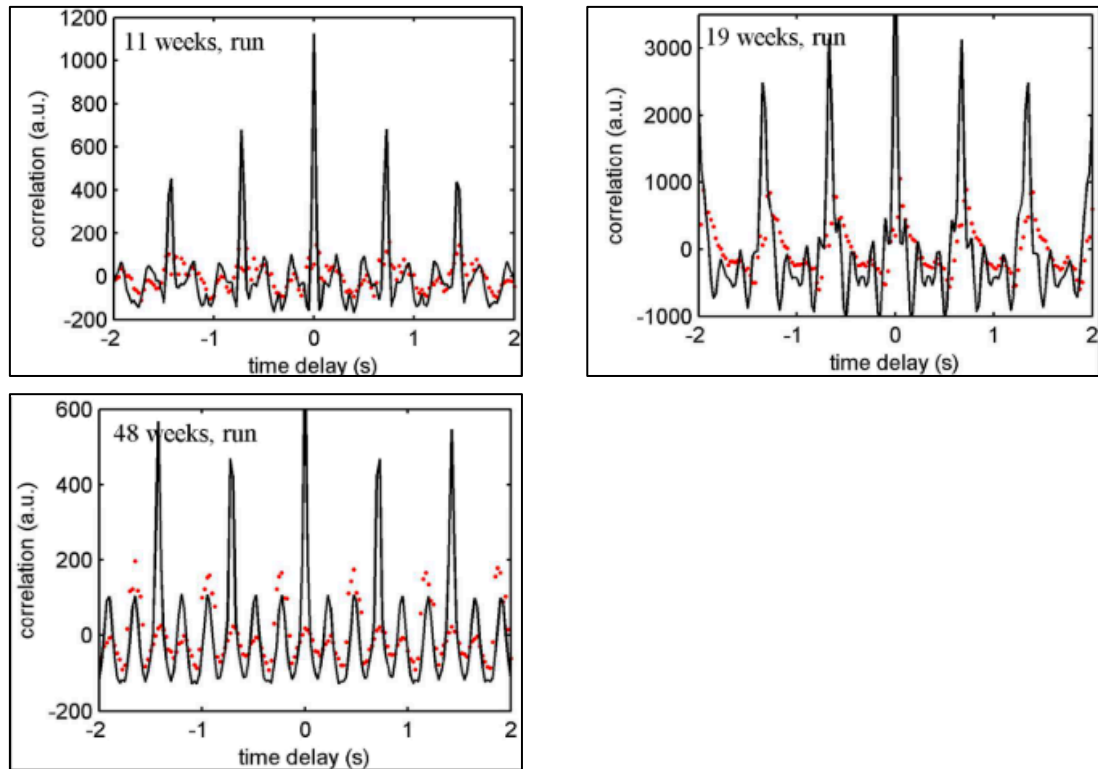 1200
1000
800
600
400
200
0
-200
11 weeks, run
correlation (a.u.)
-2 -1 0 1 2
time delay (s)
3000
2000
1000
0
-1000
19 weeks, run
correlation (a.u.)
-2 -1 0 1 2
time delay (s)
600
400
200
0
-200
48 weeks, run
correlation (a.u.)
-2 -1 0 1 2
time delay (s)